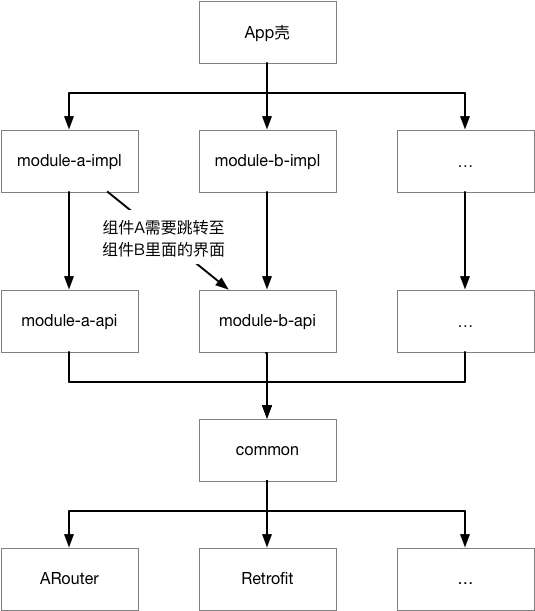 App壳
module-a-impl
module-b-impl
...
组件A需要跳转至
组件B里面的界面
module-a-api
module-b-api
...
common
ARouter
Retrofit
...